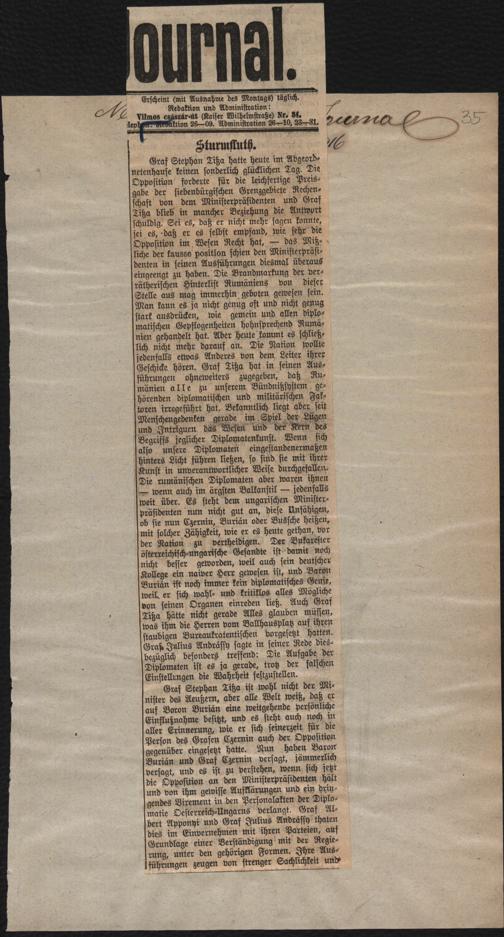 ournal.
Erscheint (mit Ausnahme des Montags) täglich.
Redaktion und Administration:
Vilmos császár-út (Kaiser Wilhelmstraße) Nr. 34.
Redaktion 26—09. Administration 26—10, 23—81.
35
Sturmfluth.
Graf Stephan Tißa hatte heute im Abgeord-
netenhause keinen sonderlich glücklichen Tag. Die
Opposition forderte für die leichtfertige Preis-
gabe der siebenbürgischen Grenzgebiete Rechen-
schaft von dem Ministerpräsidenten und Graf
Tißa blieb in mancher Beziehung die Antwort
schuldig. Sei es, daß er nicht mehr sagen konnte,
sei es, daß er es selbst empfand, wie sehr die
Opposition im Wesen Recht hat, — das Miß-
liche der fausse position schien den Ministerpräsi-
denten in seinen Ausführungen diesmal überaus
eingeengt zu haben. Die Brandmarkung der ver-
rätherischen Hinterlist Rumäniens von dieser
Stelle aus mag immerhin geboten gewesen sein.
Man kann es ja nicht genug oft und nicht genug
stark ausdrücken, wie gemein und allen diplo-
matischen Gepflogenheiten hohnsprechend Rumä-
nien gehandelt hat. Aber heute kommt es schließ-
lich nicht mehr darauf an. Die Nation wollte
jedenfalls etwas Anderes von dem Leiter ihrer
Geschicke hören. Graf Tißa hat in seinen Aus-
führungen ohneweiters zugegeben, daß Ru-
mänien alle zu unserem Bündnißsystem ge-
hörenden diplomatischen und militärischen Fak-
toren irregeführt hat. Bekanntlich liegt aber seit
Menschengedenken gerade im Spiel der Lügen
und Intriguen das Wesen und der Kern des
Begriffs jeglicher Diplomatenkunst. Wenn sich
also unsere Diplomaten eingestandenermaßen
hinters Licht führen ließen, so sind sie mit ihrer
Kunst in unverantwortlicher Weise durchgefallen.
Die rumänischen Diplomaten aber waren ihnen
— wenn auch im ärgsten Balkanstil — jedenfalls
weit über. Es steht dem ungarischen Minister-
präsidenten nun nicht gut an, diese Unfähigen,
ob sie nun Czernin, Burián oder Bussche heißen,
mit solcher Zähigkeit, wie er es heute gethan, vor
der Nation zu vertheidigen. Der Bukarester
österreichisch-ungarische Gesandte ist damit noch
nicht besser geworden, weil auch sein deutscher
Kollege ein naiver Herr gewesen ist, und Baron
Burián ist noch immer kein diplomatisches Genie,
weil er sich wahl- und kritiklos alles Mögliche
von seinen Organen einreden ließ. Auch Graf
Tißa hätte nicht gerade Alles glauben müssen,
was ihm die Herren vom Ballhausplatz auf ihren
staubigen Bureaukratentischen vorgesetzt hatten.
Graf Julius Andrássy sagte in seiner Rede dies-
bezüglich besonders treffend: Die Aufgabe der
Diplomaten ist es ja gerade, trotz der falschen
Einstellungen die Wahrheit festzustellen.
Graf Stephan Tißa ist wohl nicht der Mi-
nister des Aeußern, aber alle Welt weiß, daß er
auf Baron Burián eine weitgehende persönliche
Einflußnahme besitzt, und es steht auch noch in
aller Erinnerung, wie er sich seinerzeit für die
Person des Grafen Czernin auch der Opposition
gegenüber eingesetzt hatte. Nun haben Baron
Burián und Graf Czernin versagt, jämmerlich
versagt, und es ist zu verstehen, wenn sich jetzt
die Opposition an den Ministerpräsidenten hält
und von ihm gewisse Aufklärungen und ein drin-
gendes Birement in den Personalakten der Diplo-
matie Oesterreich-Ungarns verlangt. Graf Al-
bert Apponyi und Graf Julius Andrássy thaten
dies im Einvernehmen mit ihren Parteien, auf
Grundlage einer Verständigung mit der Regie-
rung, unter den gehörigen Formen. Ihre Aus-
führungen zeugen von strenger Sachlichkeit und